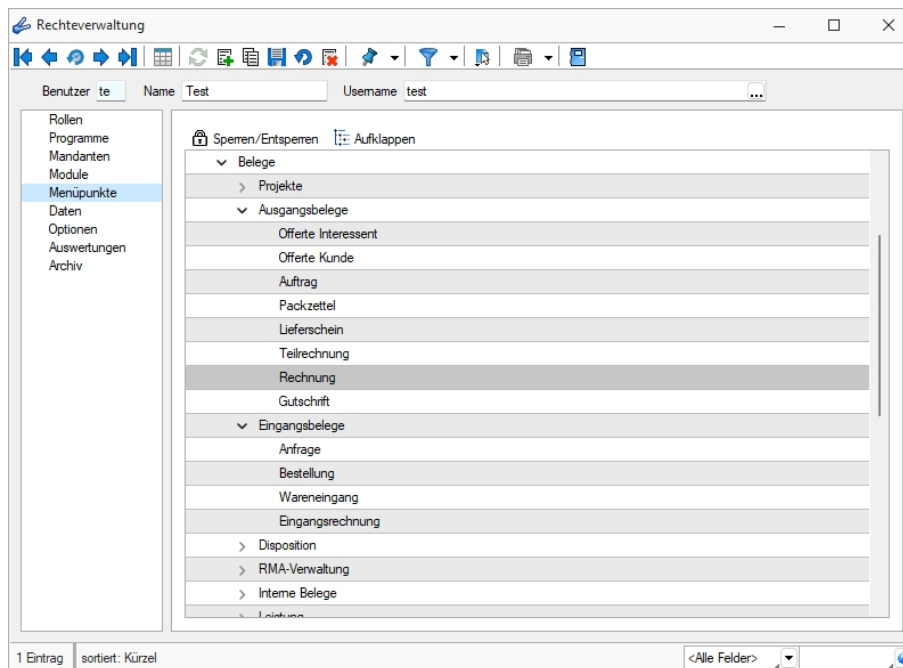 Rechteverwaltung
Benutzer te Name Test Username test ...
Rollen
Programme
Mandanten
Module
Menüpunkte
Daten
Optionen
Auswertungen
Archiv
Sperren/Entsperren Aufklappen
Belege
Projekte
Ausgangsbelege
Offerte Interessent
Offerte Kunde
Auftrag
Packzettel
Lieferschein
Teilrechnung
Rechnung
Gutschrift
Eingangsbelege
Anfrage
Bestellung
Wareneingang
Eingangsrechnung
Disposition
RMA-Verwaltung
Interne Belege
Leistung
1 Eintrag sortiert: Kürzel <Alle Felder>